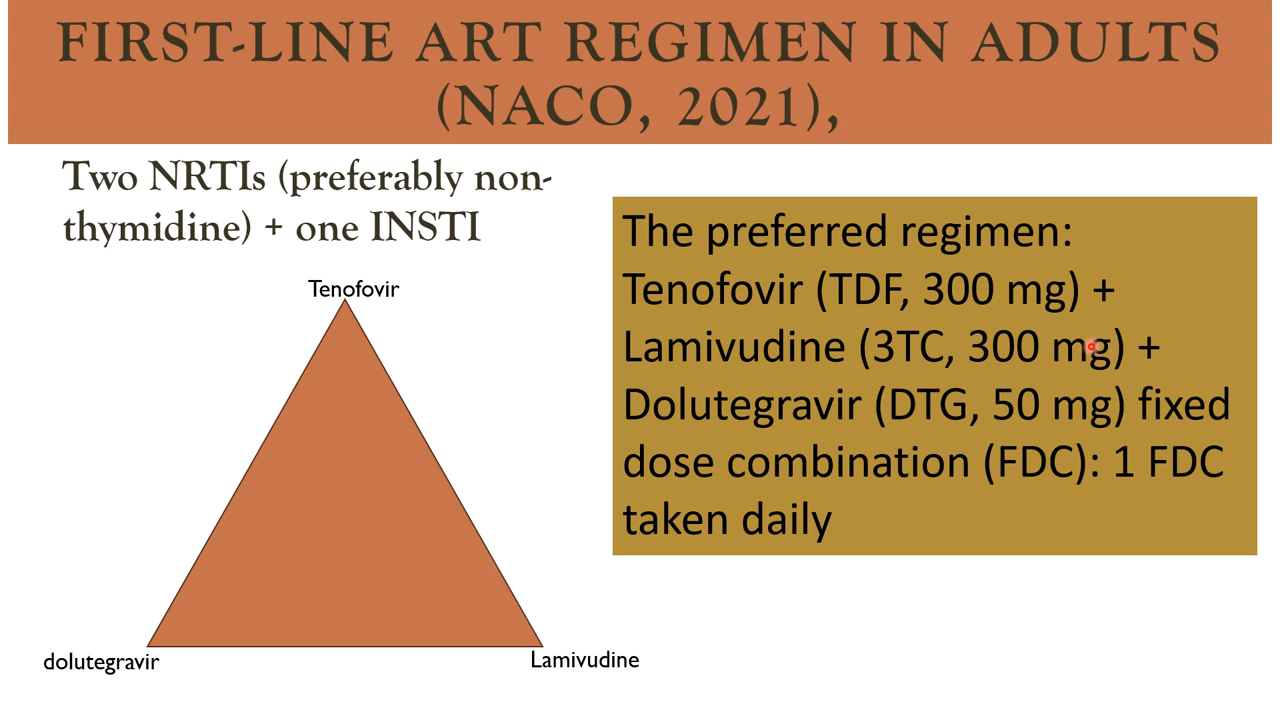 FIRST-LINE ART REGIMEN IN ADULTS
(NACO, 2021),
Two NRTIs (preferably non-
thymidine) + one INSTI
Tenofovir
dolutegravir
Lamivudine
The preferred regimen:
Tenofovir (TDF, 300 mg) +
Lamivudine (3TC, 300 mg) +
Dolutegravir (DTG, 50 mg) fixed
dose combination (FDC): 1 FDC
taken daily